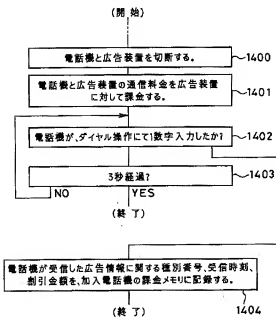 (開 始)
電話機と広告装置を切断する。
1400
電話機と広告装置の通信料金を広告装置
に対して課金する。
1401
電話機が、ダイヤル操作にて1数字入力したか?
1402
3秒経過?
1403
NO
YES
(終 了)
電話機が受信した広告情報に関する種別番号、受信時刻、
割引金額を、加入電話機の課金メモリに記録する。
(終 了)
1404